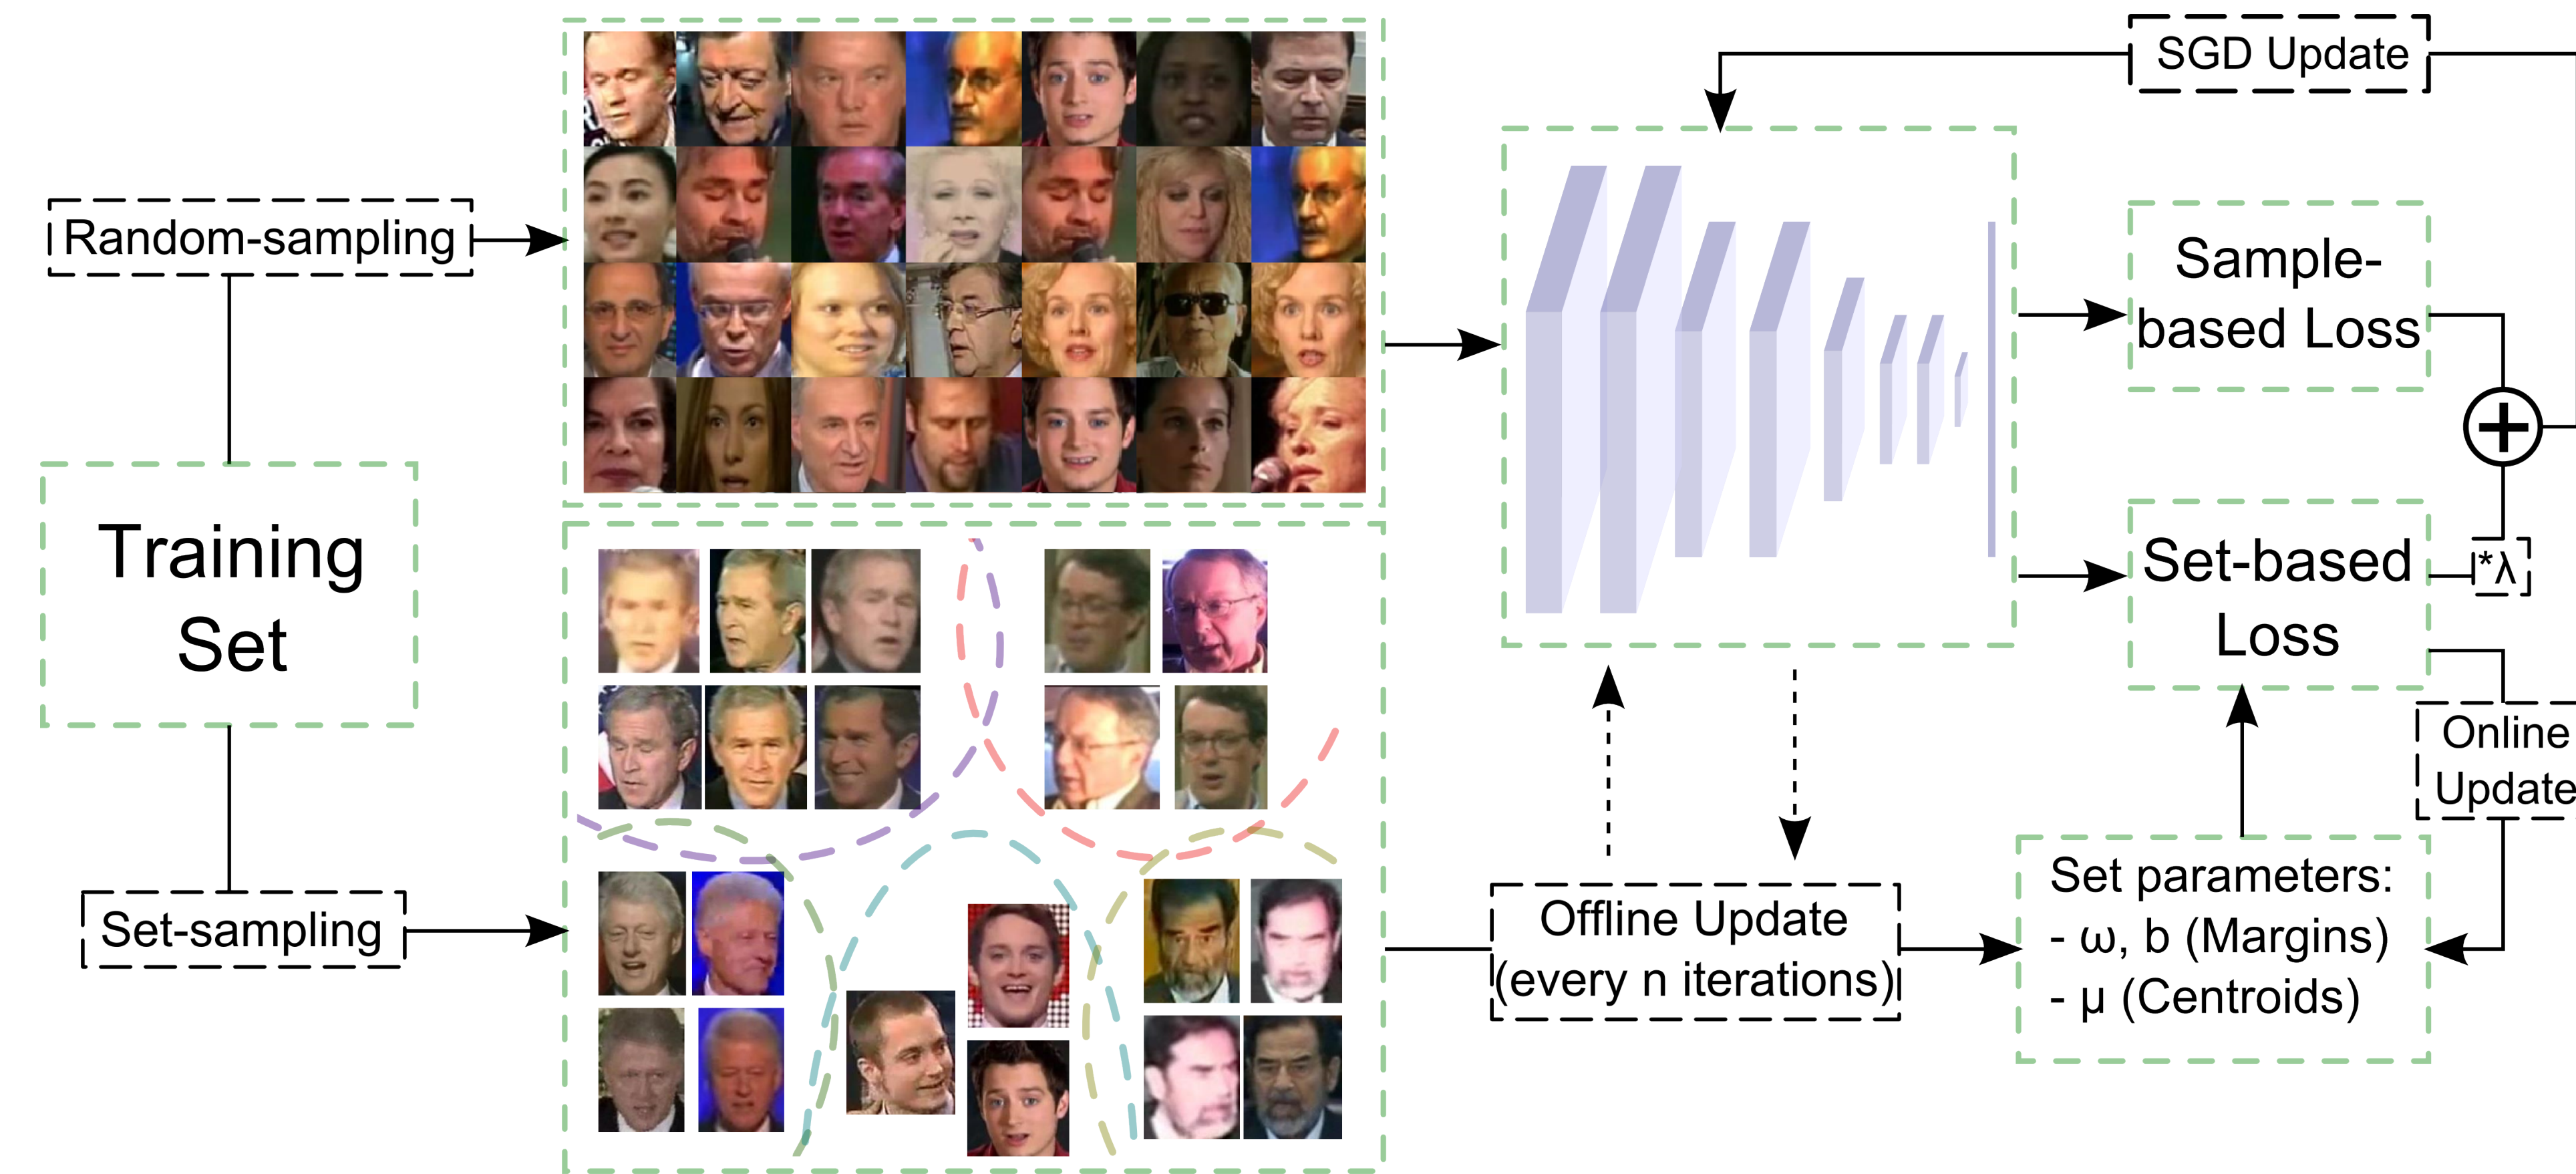 SGD Update
Random-sampling
Sample-
based Loss
Training
Set
Set-based
Loss
*λ
Online
Update
Set-sampling
Offline Update
(every n iterations)
Set parameters:
- ω, b (Margins)
- μ (Centroids)